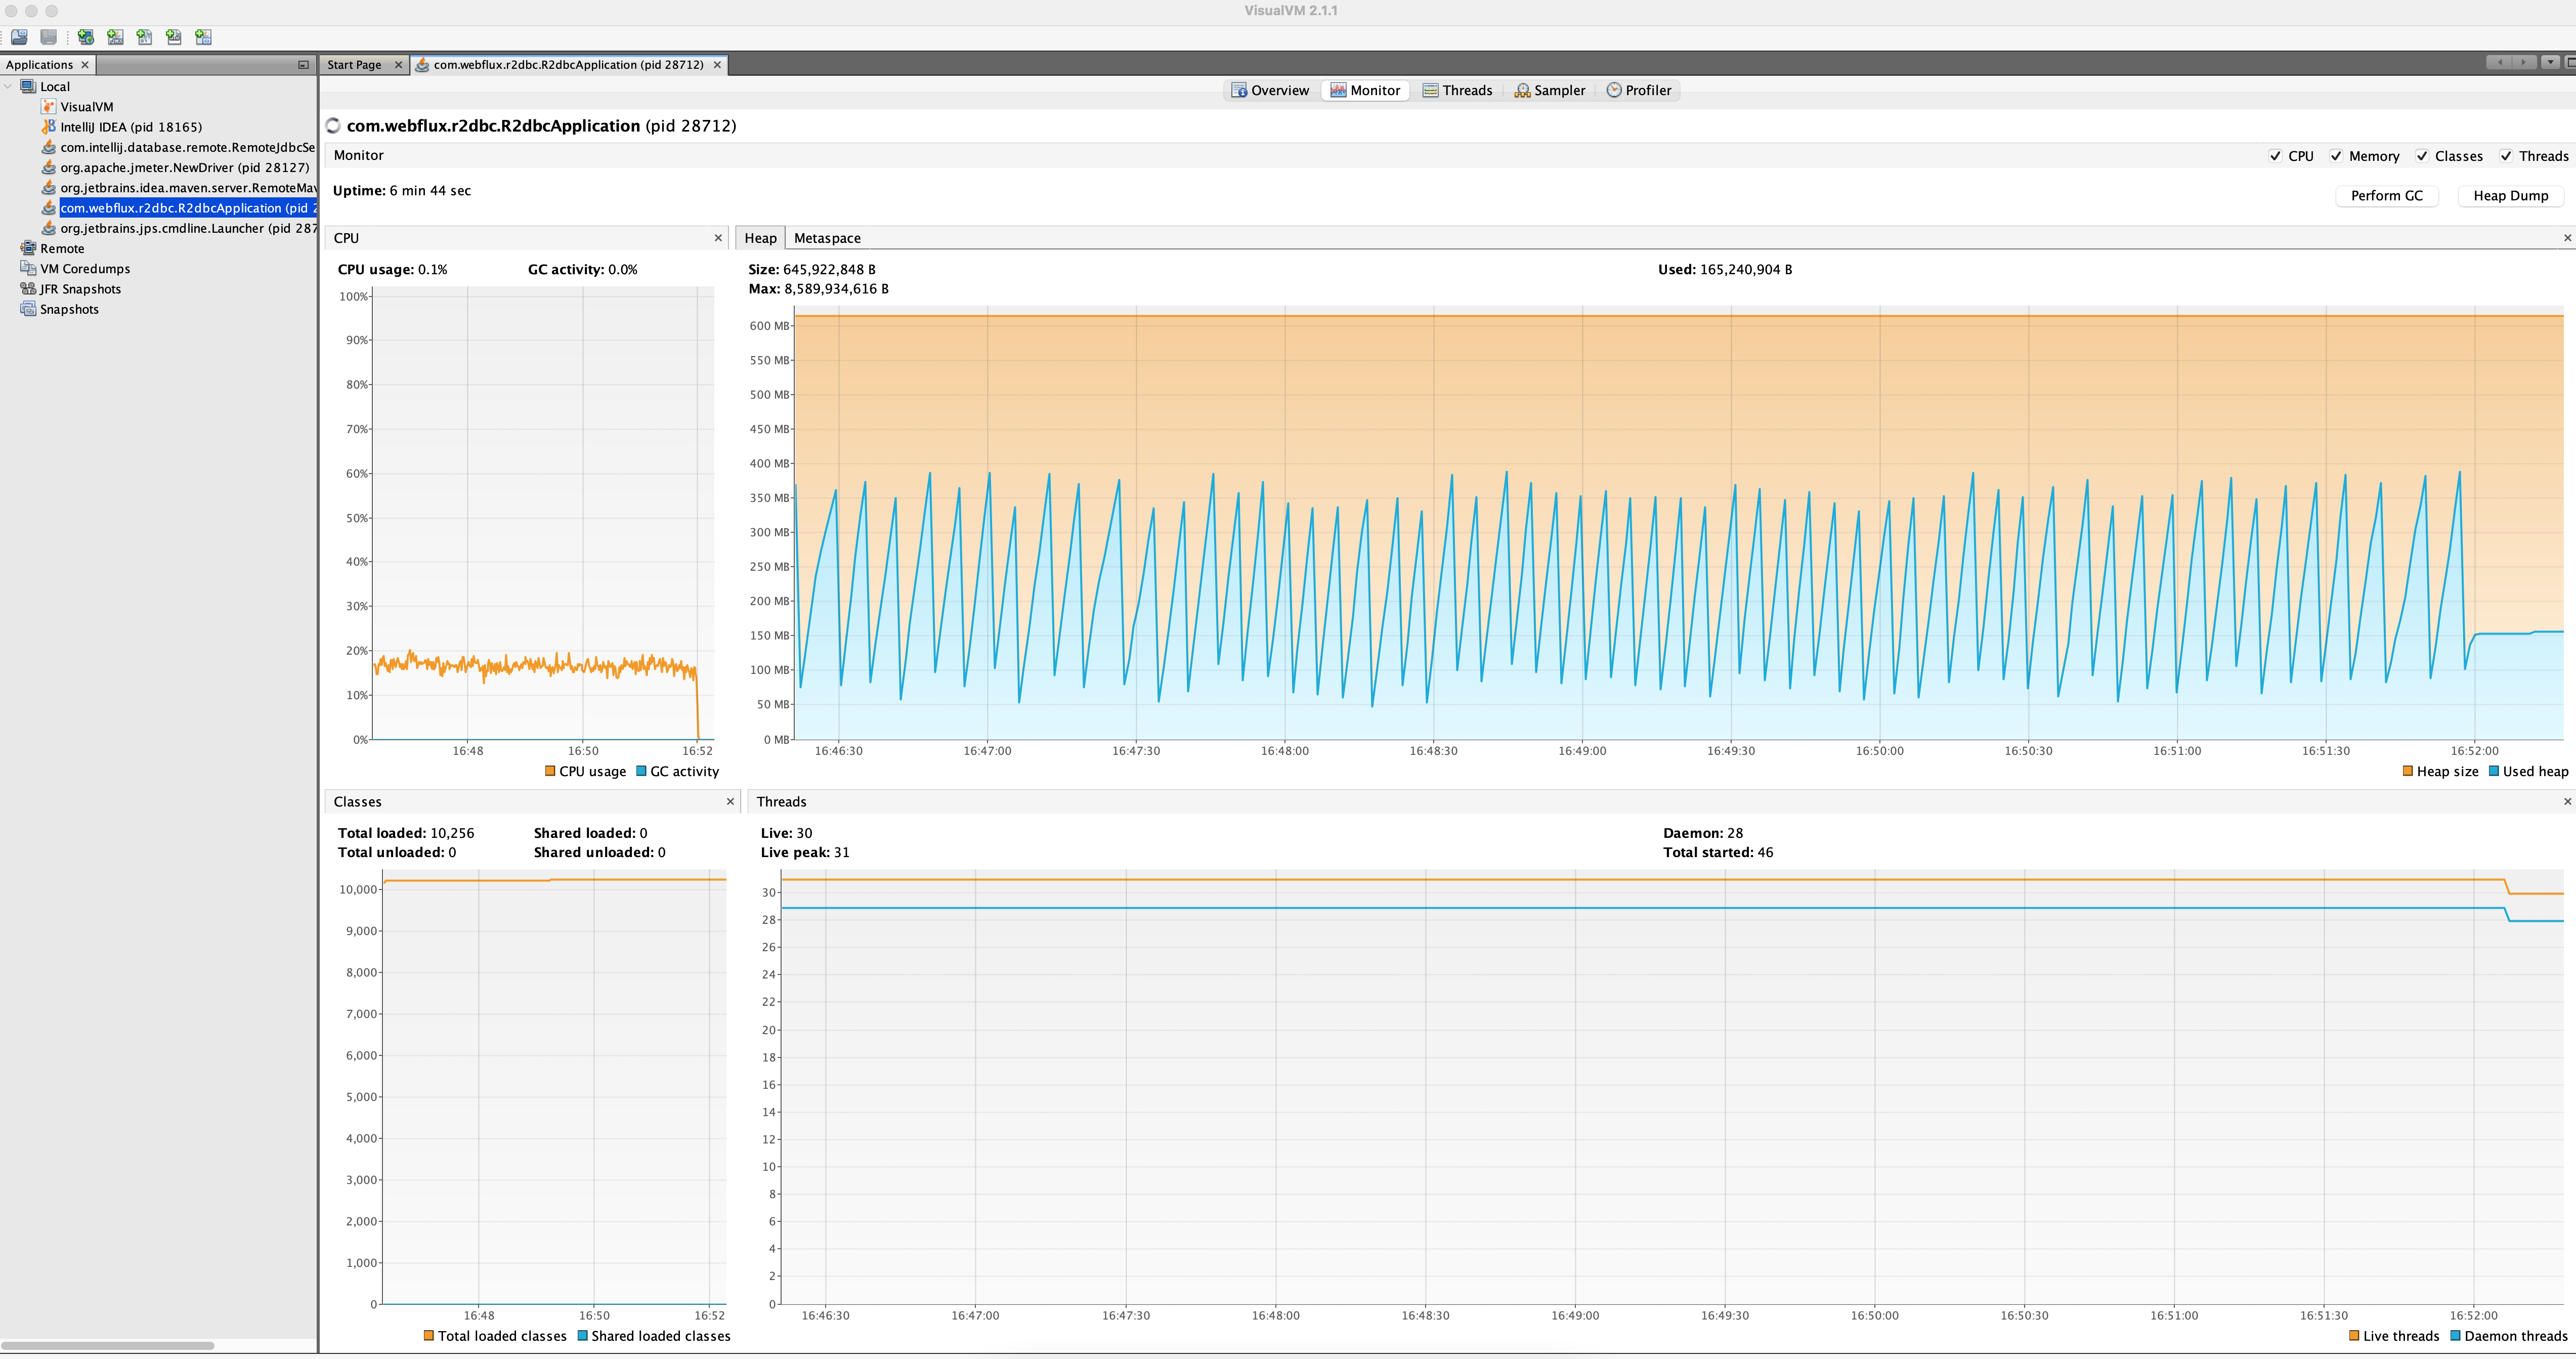 VisualVM 2.1.1
Applications
Start Page
com.webflux.r2dbc.R2dbcApplication (pid 28712)
Local
VisualVM
IntelliJ IDEA (pid 18165)
com.intellij.database.remote.RemoteJdbcSe
org.apache.jmeter.NewDriver (pid 28127)
org.jetbrains.idea.maven.server.RemoteMav
com.webflux.r2dbc.R2dbcApplication (pid 2
org.jetbrains.jps.cmdline.Launcher (pid 287
Remote
VM Coredumps
JFR Snapshots
Snapshots
Overview Monitor Threads Sampler Profiler
com.webflux.r2dbc.R2dbcApplication (pid 28712)
Monitor
CPU Memory Classes Threads
Uptime: 6 min 44 sec
Perform GC Heap Dump
CPU
CPU usage: 0.1% GC activity: 0.0%
100%
90%
80%
70%
60%
50%
40%
30%
20%
10%
0%
16:48 16:50 16:52
CPU usage GC activity
Heap Metaspace
Size: 645,922,848 B Used: 165,240,904 B
Max: 8,589,934,616 B
600 MB
550 MB
500 MB
450 MB
400 MB
350 MB
300 MB
250 MB
200 MB
150 MB
100 MB
50 MB
0 MB
16:46:30 16:47:00 16:47:30 16:48:00 16:48:30 16:49:00 16:49:30 16:50:00 16:50:30 16:51:00 16:51:30 16:52:00
Heap size Used heap
Classes
Total loaded: 10,256 Shared loaded: 0
Total unloaded: 0 Shared unloaded: 0
10,000
9,000
8,000
7,000
6,000
5,000
4,000
3,000
2,000
1,000
0
16:48 16:50 16:52
Total loaded classes Shared loaded classes
Threads
Live: 30 Daemon: 28
Live peak: 31 Total started: 46
30
28
26
24
22
20
18
16
14
12
10
8
6
4
2
0
16:46:30 16:47:00 16:47:30 16:48:00 16:48:30 16:49:00 16:49:30 16:50:00 16:50:30 16:51:00 16:51:30 16:52:00
Live threads Daemon threads